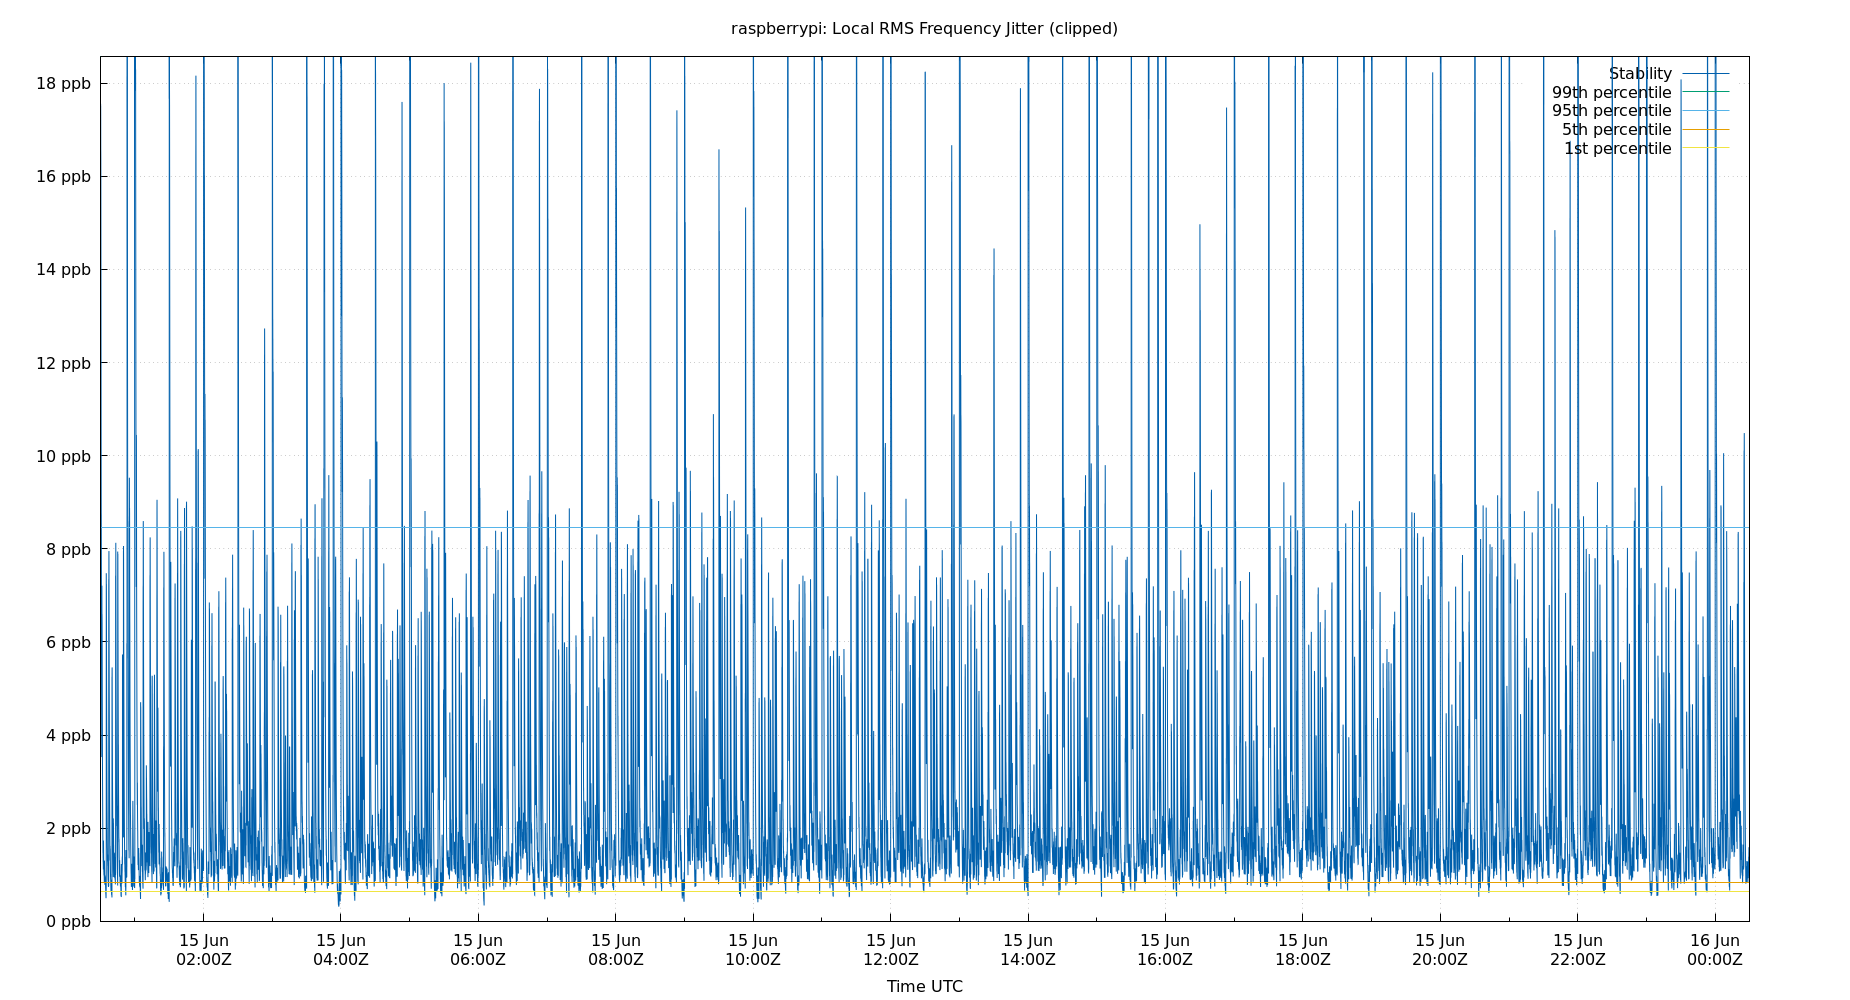 raspberrypi: Local RMS Frequency Jitter (clipped)
18 ppb
16 ppb
14 ppb
12 ppb
10 ppb
8 ppb
6 ppb
4 ppb
2 ppb
0 ppb
Stability
99th percentile
95th percentile
5th percentile
1st percentile
15 Jun 15 Jun 15 Jun 15 Jun 15 Jun 15 Jun 15 Jun 15 Jun 15 Jun 15 Jun 15 Jun 16 Jun
02:00Z 04:00Z 06:00Z 08:00Z 10:00Z 12:00Z 14:00Z 16:00Z 18:00Z 20:00Z 22:00Z 00:00Z
Time UTC